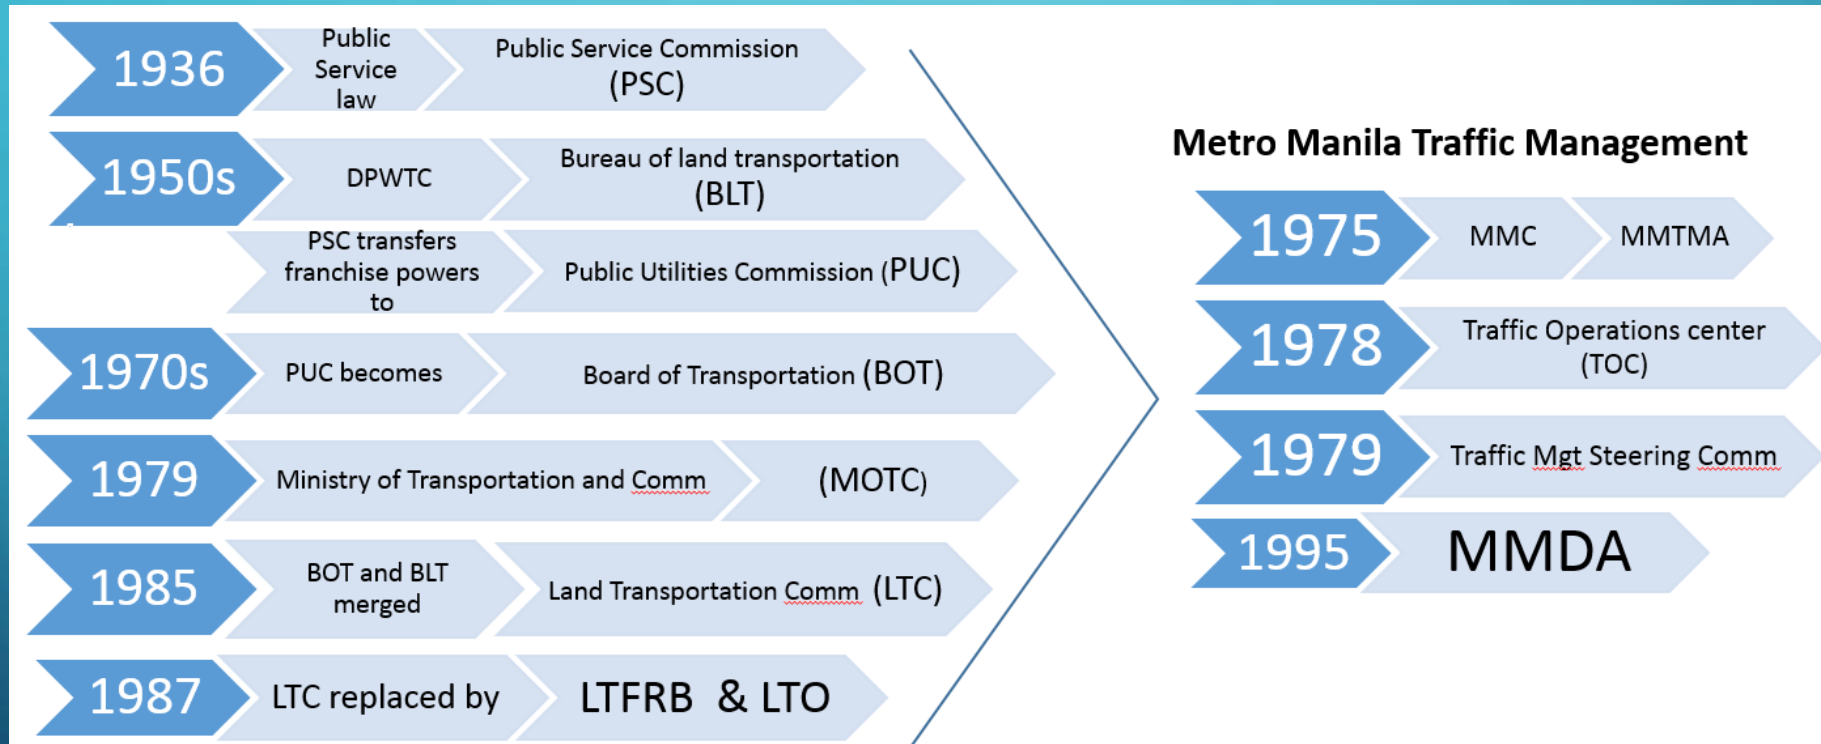 1936
Public
Service
law
Public Service Commission
(PSC)
1950s
DPWTC
Bureau of land transportation
(BLT)
PSC transfers
franchise powers
to
Public Utilities Commission (PUC)
1970s
PUC becomes
Board of Transportation (BOT)
1979
Ministry of Transportation and Comm
(MOTC)
1985
BOT and BLT
merged
Land Transportation Comm (LTC)
1987
LTC replaced by
LTFRB & LTO
Metro Manila Traffic Management
1975
MMC
MMTMA
1978
Traffic Operations center
(TOC)
1979
Traffic Mgt Steering Comm
1995
MMDA